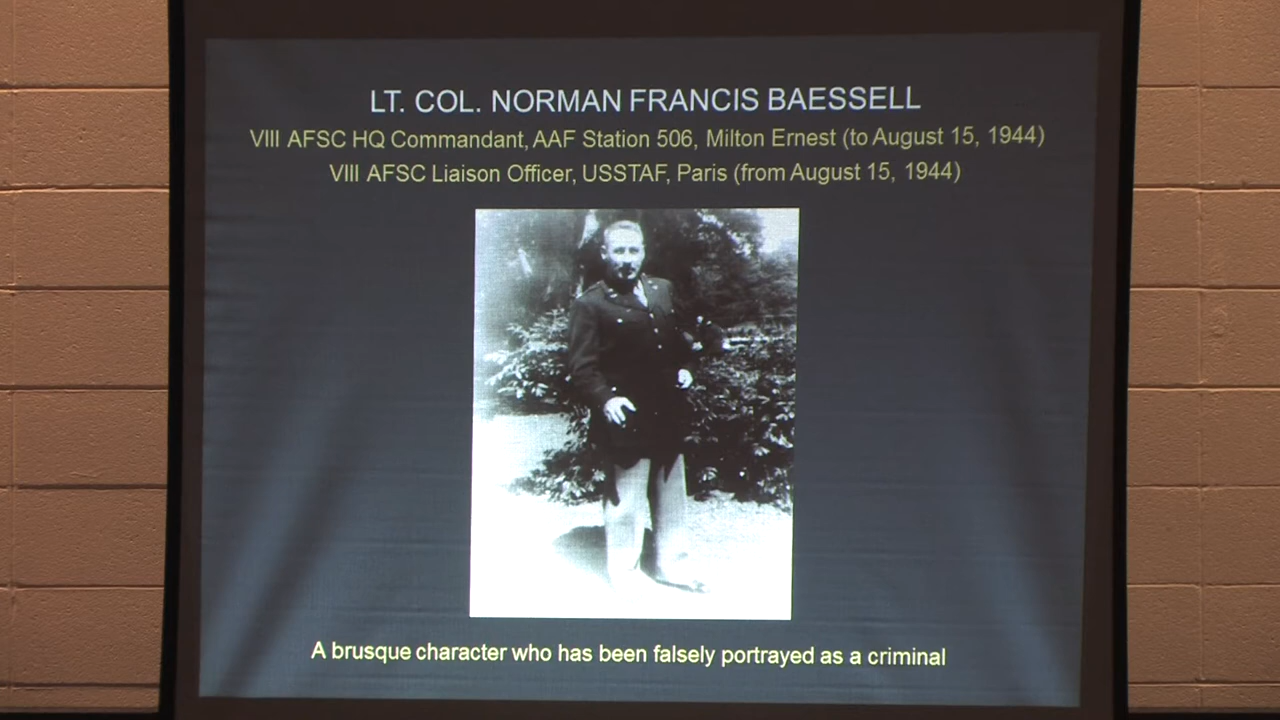 LT. COL. NORMAN FRANCIS BAESSELL
VIII AFSC HQ Commandant, AAF Station 506, Milton Ernest (to August 15, 1944)
VIII AFSC Liaison Officer, USSTAF, Paris (from August 15, 1944)
A brusque character who has been falsely portrayed as a criminal